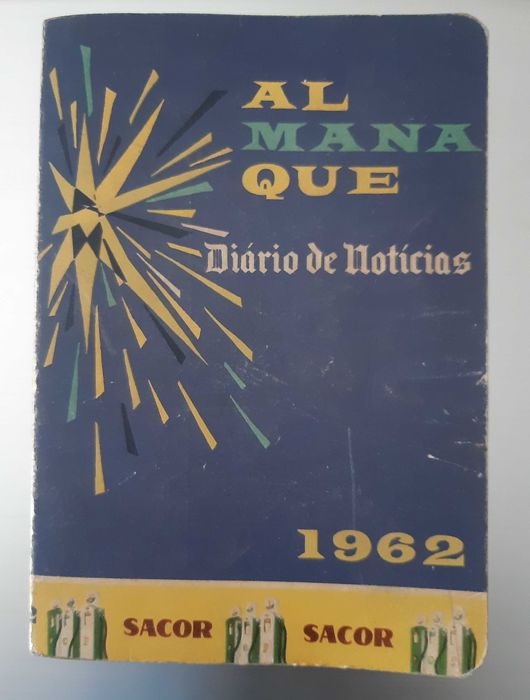 AL
MANA
QUE
Diário de Notícias
1962
SACOR SACOR